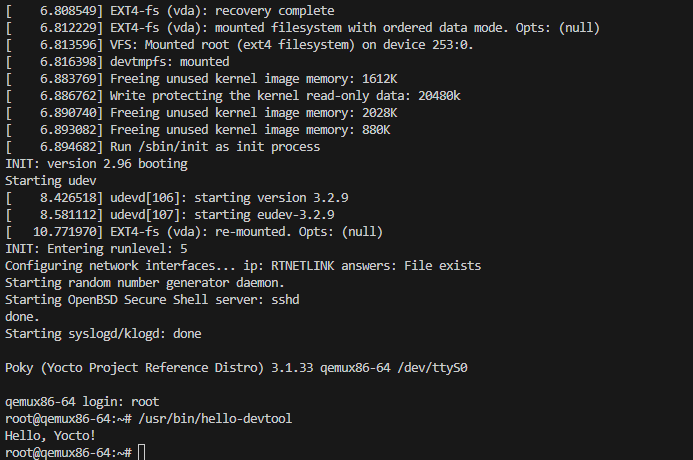 [    6.808549] EXT4-fs (vda): recovery complete
[    6.812229] EXT4-fs (vda): mounted filesystem with ordered data mode. Opts: (null)
[    6.813596] VFS: Mounted root (ext4 filesystem) on device 253:0.
[    6.816398] devtmpfs: mounted
[    6.883769] Freeing unused kernel image memory: 1612K
[    6.886762] Write protecting the kernel read-only data: 20480k
[    6.890740] Freeing unused kernel image memory: 2028K
[    6.893082] Freeing unused kernel image memory: 880K
[    6.894682] Run /sbin/init as init process
INIT: version 2.96 booting
Starting udev
[    8.426518] udevd[106]: starting version 3.2.9
[    8.581112] udevd[107]: starting eudev-3.2.9
[   10.771970] EXT4-fs (vda): re-mounted. Opts: (null)
INIT: Entering runlevel: 5
Configuring network interfaces... ip: RTNETLINK answers: File exists
Starting random number generator daemon.
Starting OpenBSD Secure Shell server: sshd
done.
Starting syslogd/klogd: done
Poky (Yocto Project Reference Distro) 3.1.33 qemux86-64 /dev/ttyS0
qemux86-64 login: root
root@qemux86-64:~# /usr/bin/hello-devtool
Hello, Yocto!
root@qemux86-64:~#